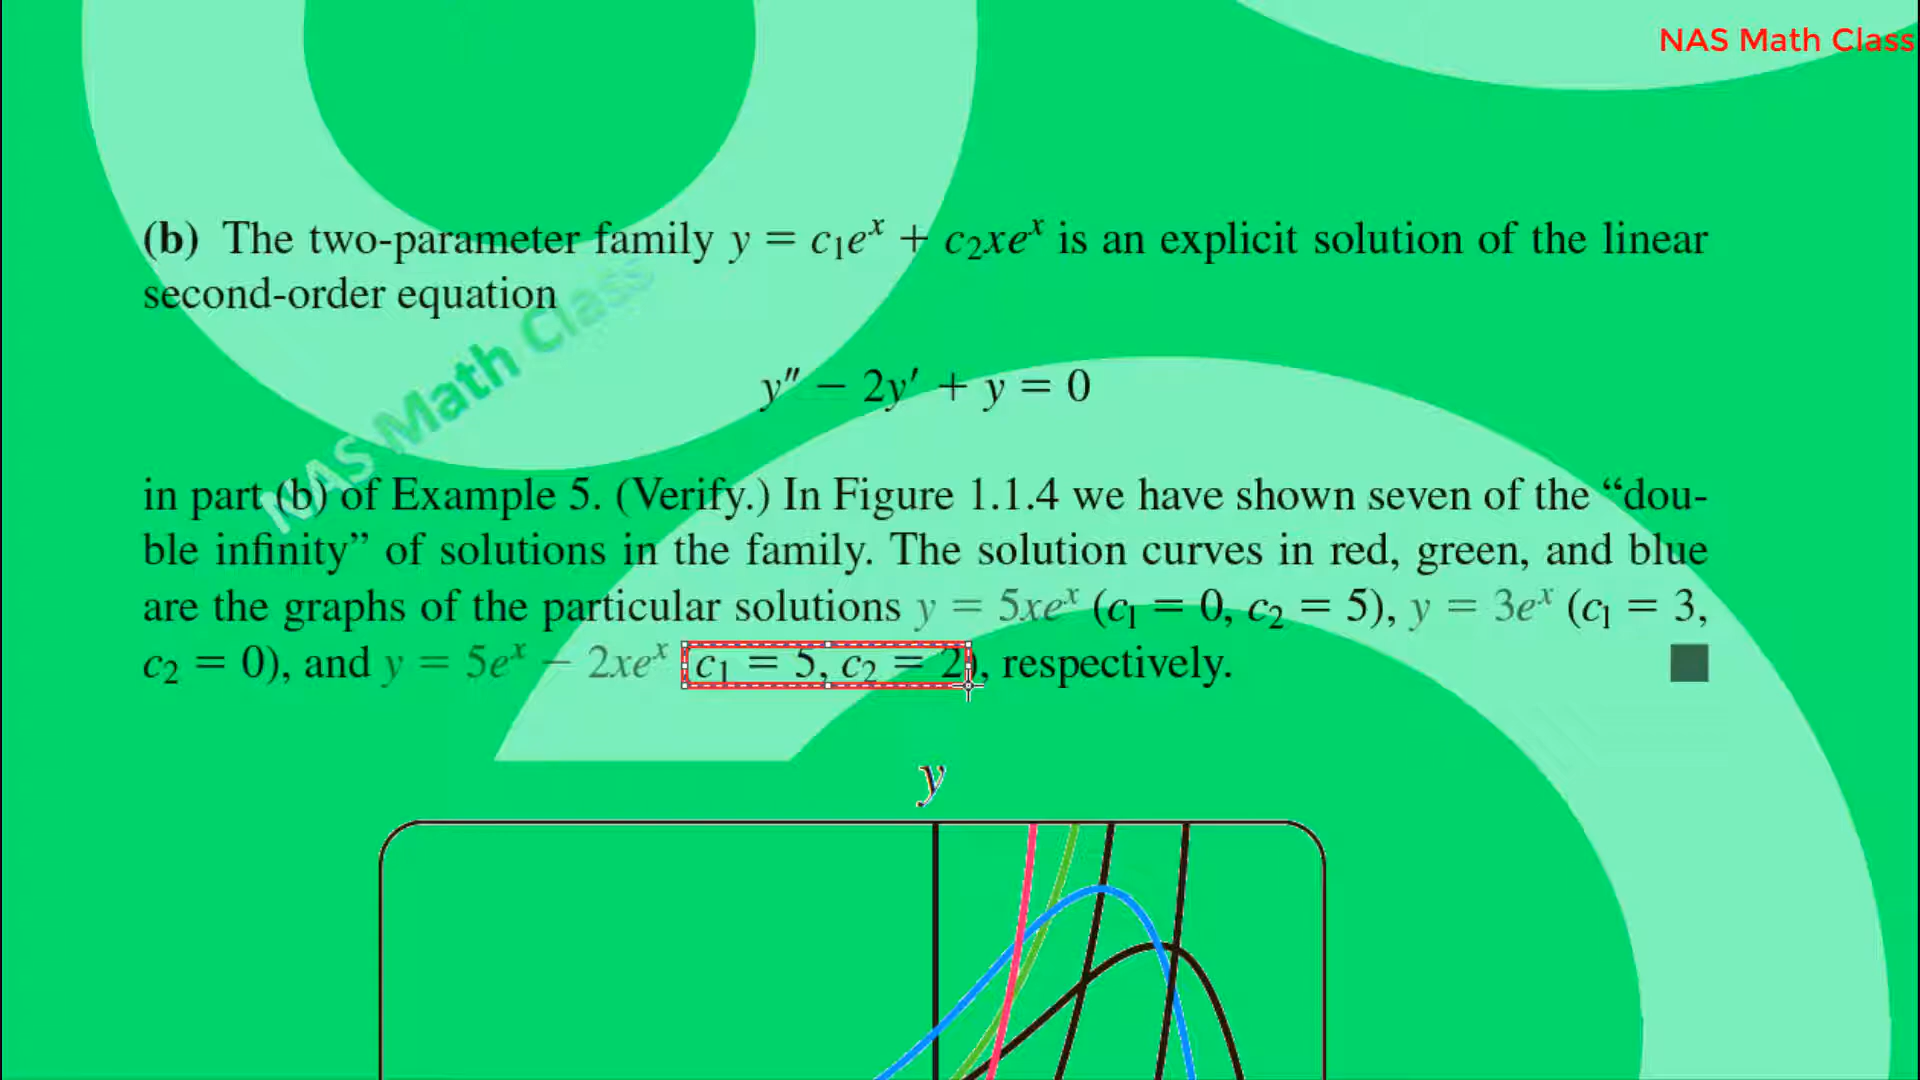 NAS Math Class
(b) The two-parameter family y = c₁eˣ + c₂xeˣ is an explicit solution of the linear
second-order equation
y″ − 2y′ + y = 0
in part (b) of Example 5. (Verify.) In Figure 1.1.4 we have shown seven of the “dou-
ble infinity” of solutions in the family. The solution curves in red, green, and blue
are the graphs of the particular solutions y = 5xeˣ (c₁ = 0, c₂ = 5), y = 3eˣ (c₁ = 3,
c₂ = 0), and y = 5eˣ − 2xeˣ (c₁ = 5, c₂ = 2), respectively.
NAS Math Class
y